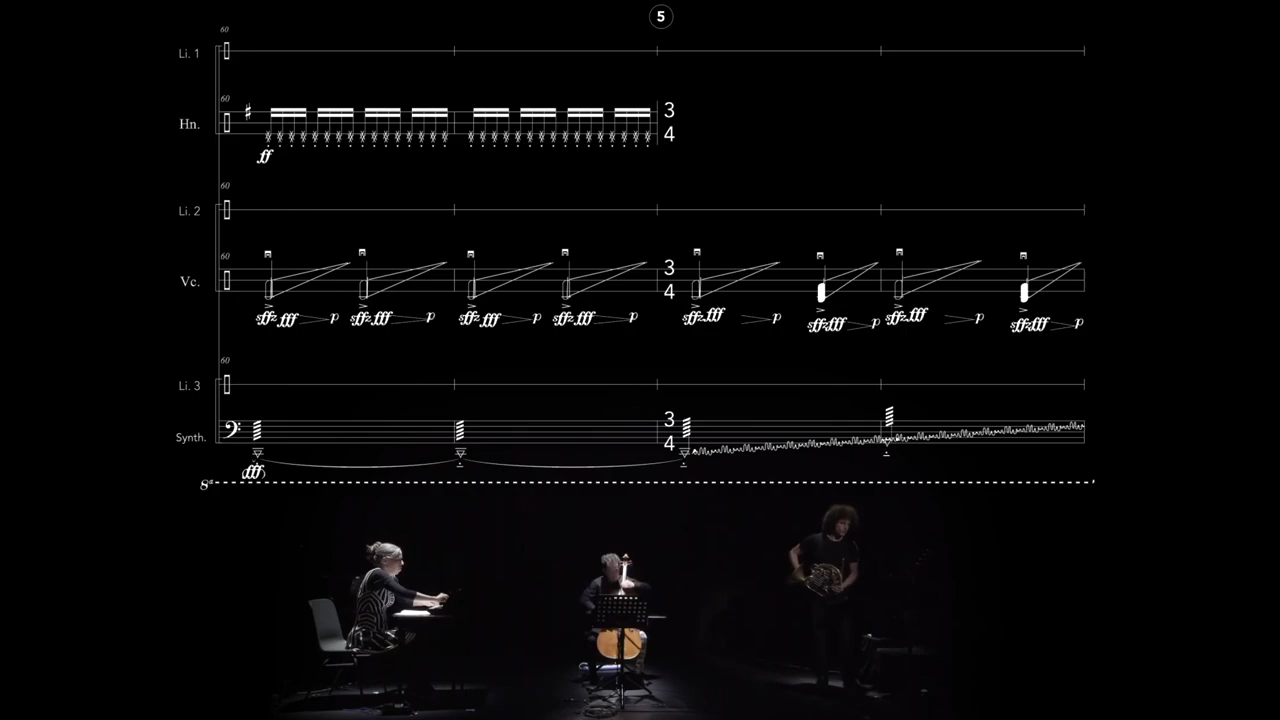 5
60
Li. 1
60
Hn.
3
4
ff
60
Li. 2
60
Vc.
3
4
sffz fff p sffz fff p sffz fff p sffz fff p sffz fff p sffz fff p sffz fff p sffz fff p
60
Li. 3
Synth.
3
4
(fff)
8ª